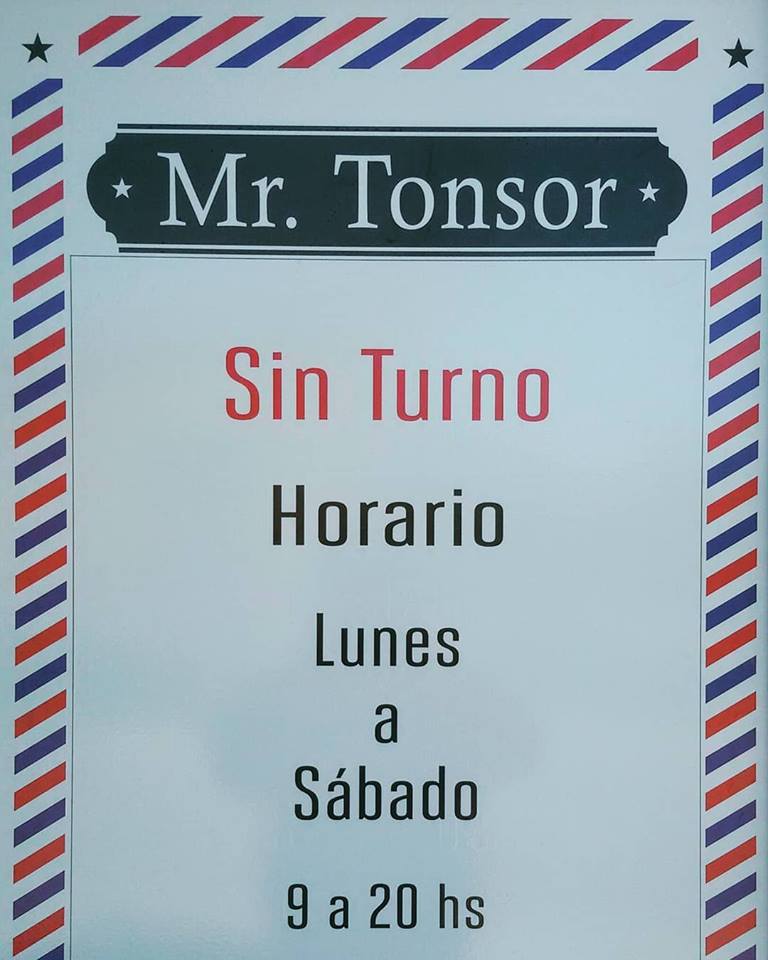 Mr. Tonsor
Sin Turno
Horario
Lunes
a
Sábado
9 a 20 hs